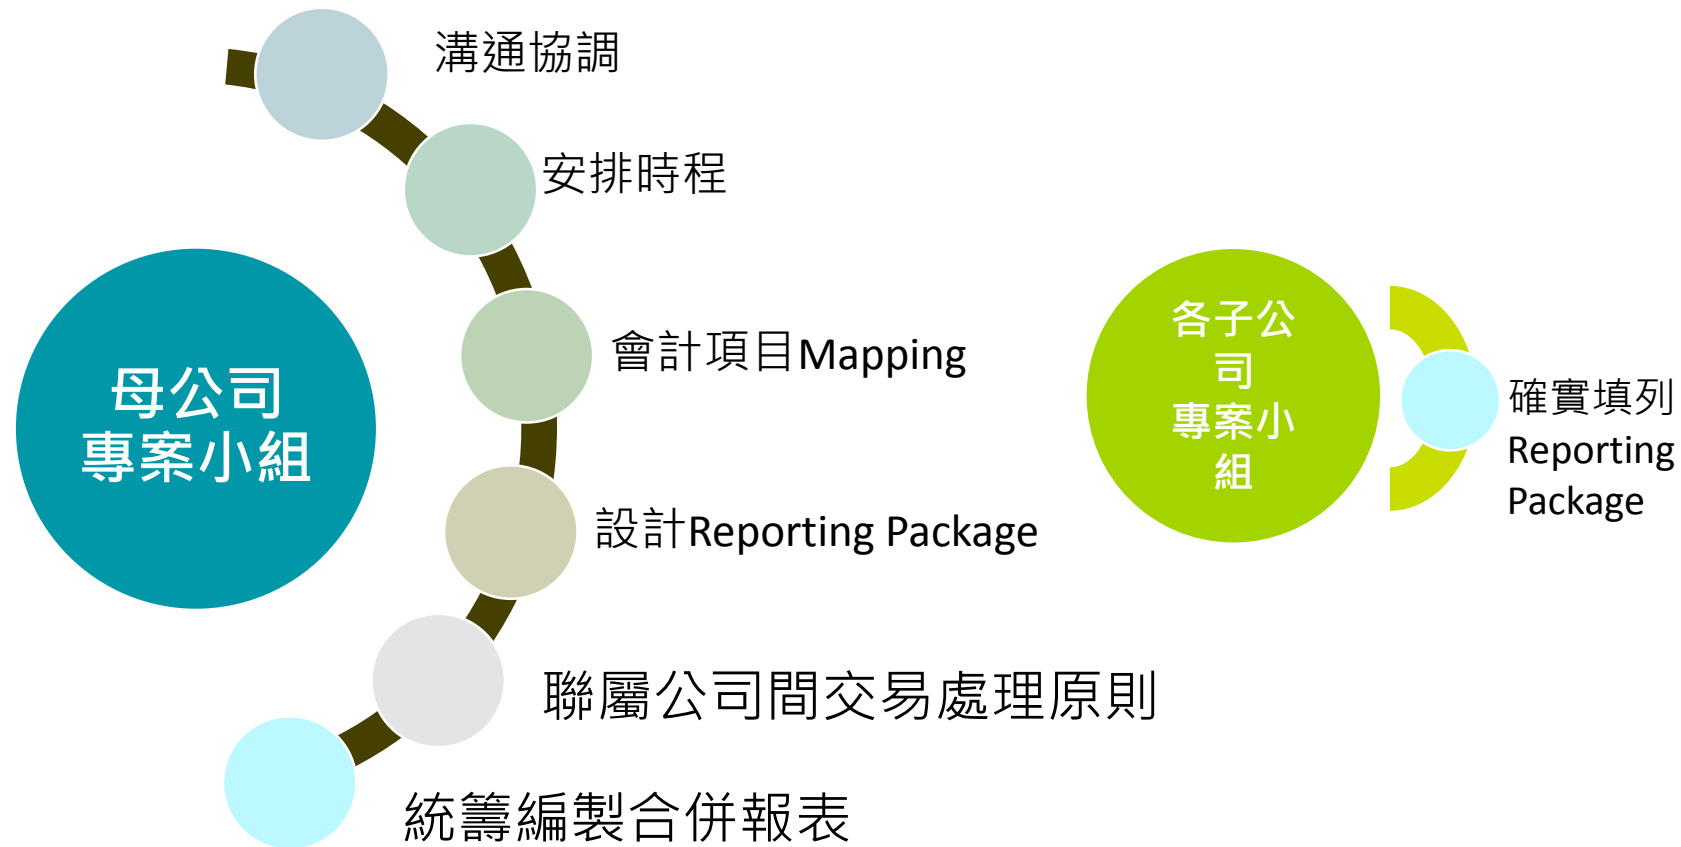 溝通協調
安排時程
會計項目Mapping
設計Reporting Package
聯屬公司間交易處理原則
統籌編製合併報表
母公司
專案小組
各子公
司
專案小
組
確實填列
Reporting
Package